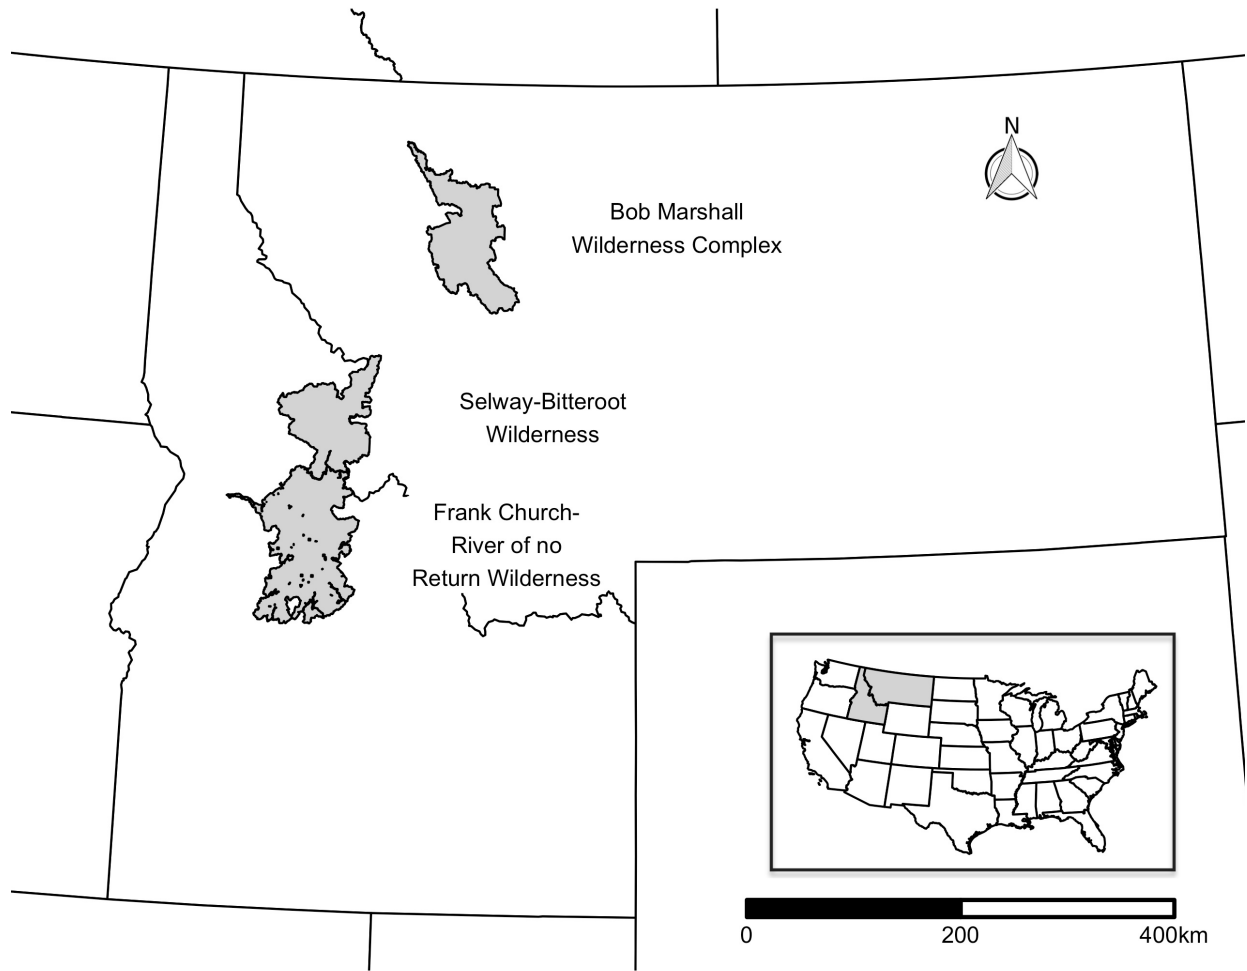 N
Bob Marshall
Wilderness Complex
Selway-Bitteroot
Wilderness
Frank Church-
River of no
Return Wilderness
0
200
400km